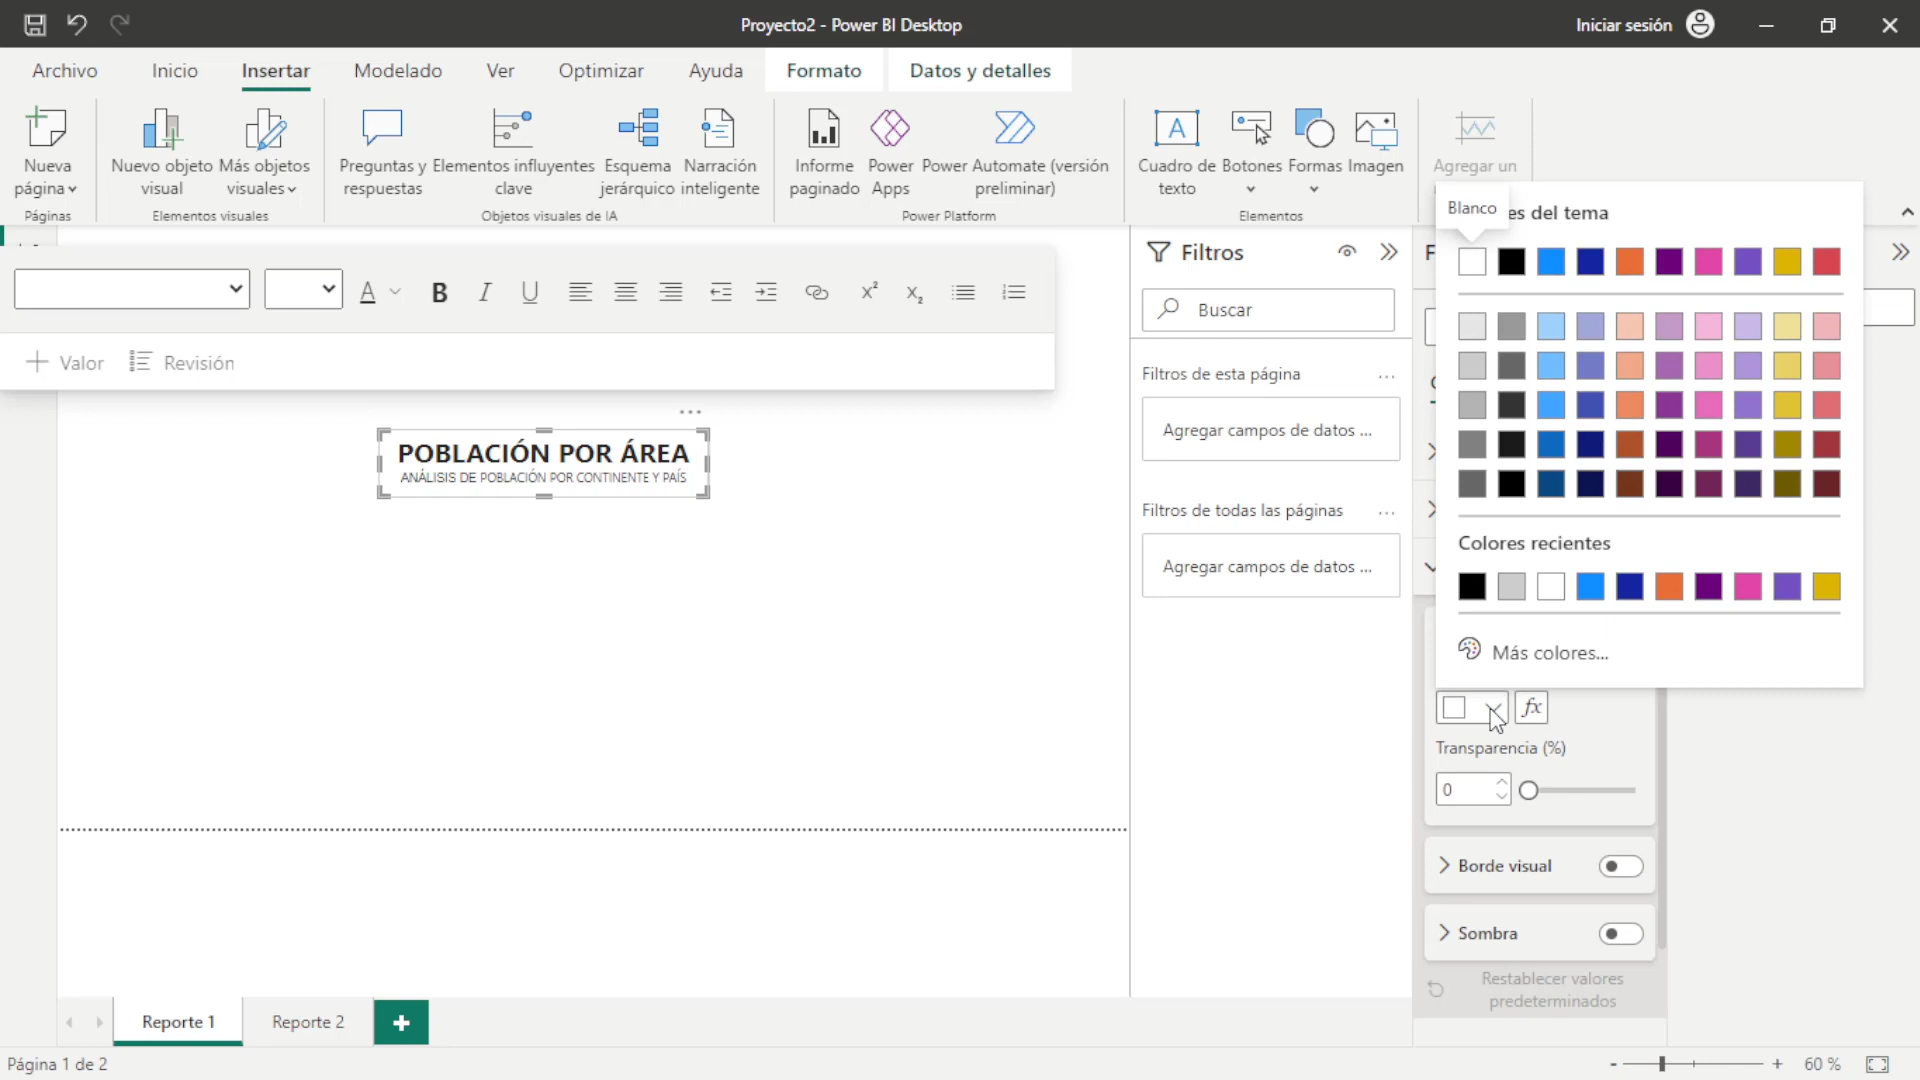 Proyecto2 - Power BI Desktop
Iniciar sesión
Archivo
Inicio
Insertar
Modelado
Ver
Optimizar
Ayuda
Formato
Datos y detalles
Nueva
página
Nuevo objeto
visual
Más objetos
visuales
Preguntas y
respuestas
Elementos influyentes
clave
Esquema
jerárquico
Narración
inteligente
Informe
paginado
Power
Apps
Power Automate (versión
preliminar)
Cuadro de
texto
Botones
Formas
Imagen
Agregar un
Páginas
Elementos visuales
Objetos visuales de IA
Power Platform
Elementos
Blanco
es del tema
Filtros
Buscar
Valor
Revisión
Filtros de esta página
Agregar campos de datos ...
Filtros de todas las páginas
Agregar campos de datos ...
POBLACIÓN POR ÁREA
ANÁLISIS DE POBLACIÓN POR CONTINENTE Y PAÍS
Colores recientes
Más colores...
fx
Transparencia (%)
0
Borde visual
Sombra
Restablecer valores
predeterminados
Reporte 1
Reporte 2
Página 1 de 2
60 %